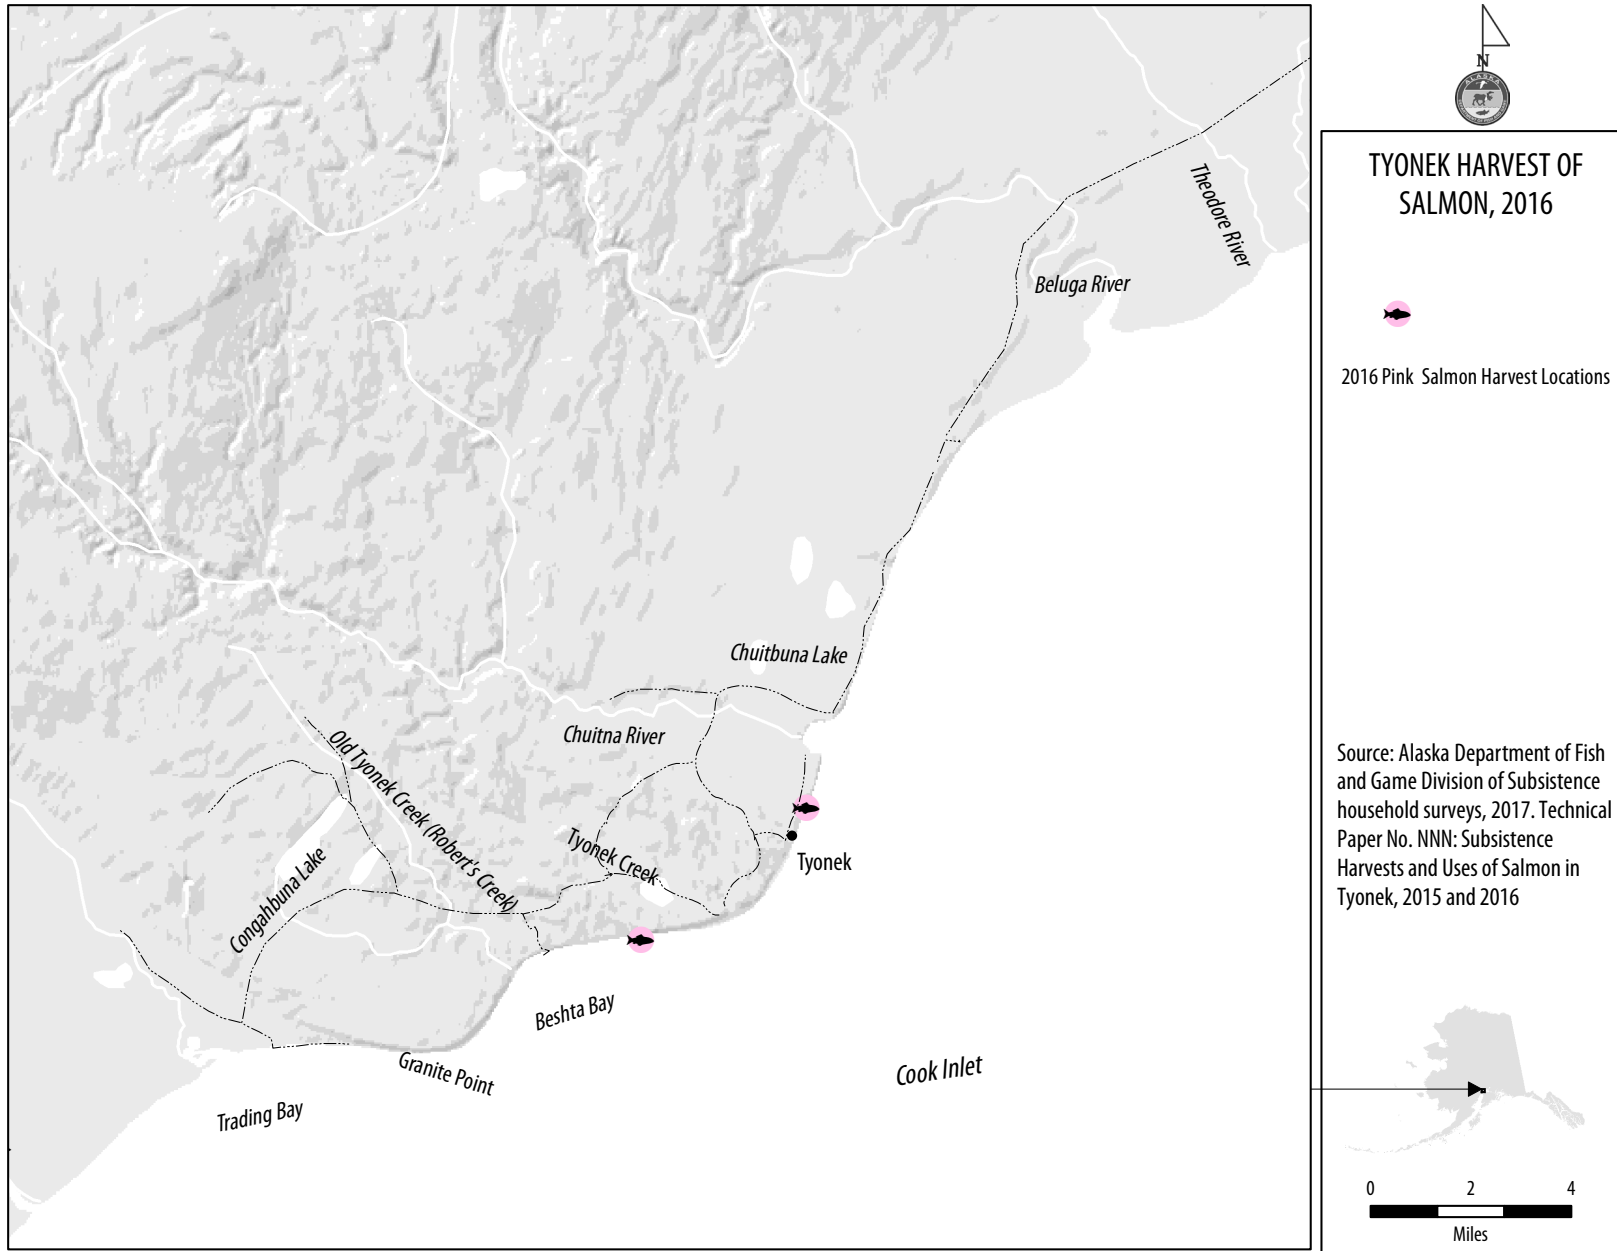 N
ALASKA
TYONEK HARVEST OF
SALMON, 2016
2016 Pink  Salmon Harvest Locations
Theodore River
Beluga River
Chuitbuna Lake
Chuitna River
Old Tyonek Creek (Robert's Creek)
Tyonek Creek
Tyonek
Congahbuna Lake
Beshta Bay
Granite Point
Trading Bay
Cook Inlet
Source: Alaska Department of Fish
and Game Division of Subsistence
household surveys, 2017. Technical
Paper No. NNN: Subsistence
Harvests and Uses of Salmon in
Tyonek, 2015 and 2016
0 2 4
Miles